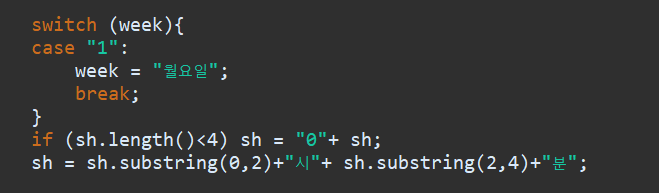 switch (week){
case "1":
    week = "월요일";
    break;
}
if (sh.length()<4) sh = "0"+ sh;
sh = sh.substring(0,2)+"시"+ sh.substring(2,4)+"분";